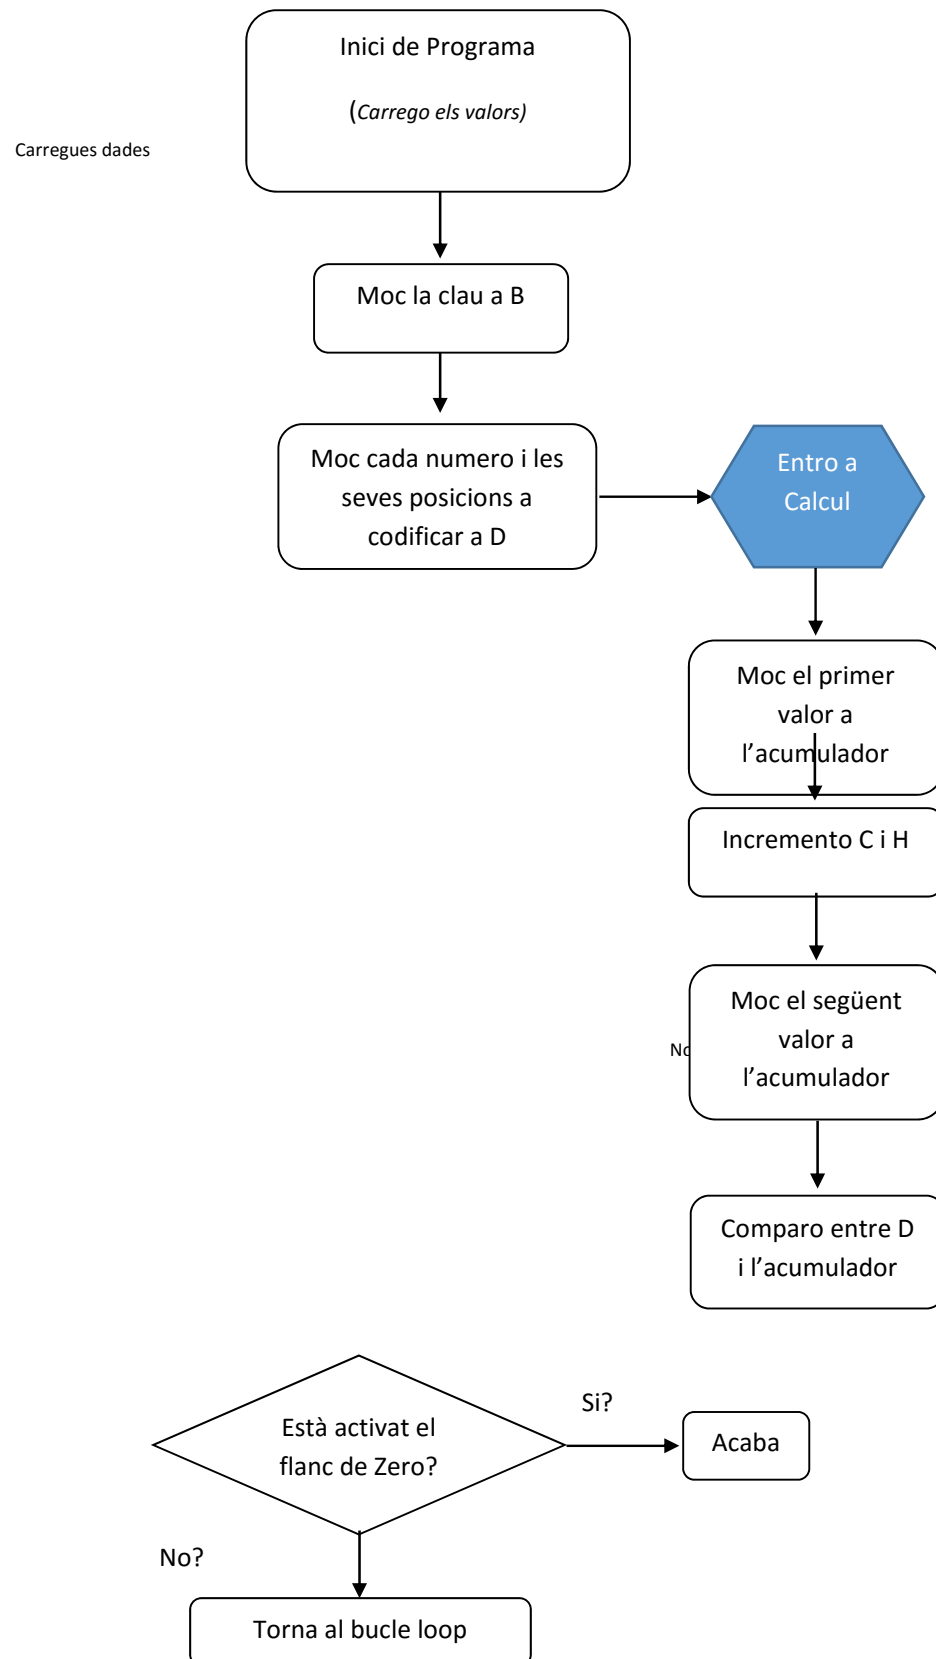 Inici de Programa
(Carrego els valors)
Carregues dades
Moc la clau a B
Moc cada numero i les
seves posicions a
codificar a D
Entro a
Calcul
Moc el primer
valor a
l’acumulador
Incremento C i H
Moc el següent
valor a
l’acumulador
No
Comparo entre D
i l’acumulador
Està activat el
flanc de Zero?
Si?
Acaba
No?
Torna al bucle loop